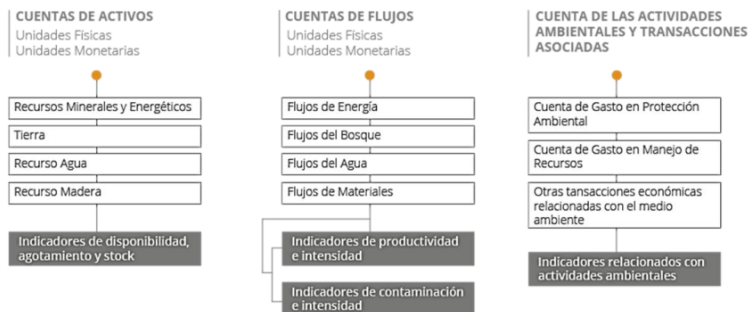 CUENTAS DE ACTIVOS
Unidades Físicas
Unidades Monetarias
Recursos Minerales y Energéticos
Tierra
Recurso Agua
Recurso Madera
Indicadores de disponibilidad,
agotamiento y stock
CUENTAS DE FLUJOS
Unidades Físicas
Unidades Monetarias
Flujos de Energía
Flujos del Bosque
Flujos del Agua
Flujos de Materiales
Indicadores de productividad
e intensidad
Indicadores de contaminación
e intensidad
CUENTA DE LAS ACTIVIDADES
AMBIENTALES Y TRANSACCIONES
ASOCIADAS
Cuenta de Gasto en Protección
Ambiental
Cuenta de Gasto en Manejo de
Recursos
Otras tansacciones económicas
relacionadas con el medio
ambiente
Indicadores relacionados con
actividades ambientales